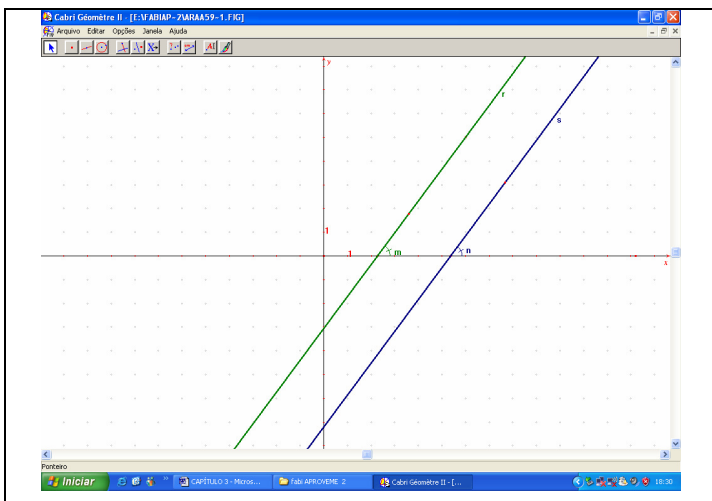 Cabri Géomètre II - [E:\FABIAP~2\ARAA59-1.FIG]
Arquivo Editar Opções Janela Ajuda
y
r
s
1
1
m
n
x
Ponteiro
Iniciar
CAPÍTULO 3 - Micros...
fabi APROVEME 2
Cabri Géomètre II - [...
18:30